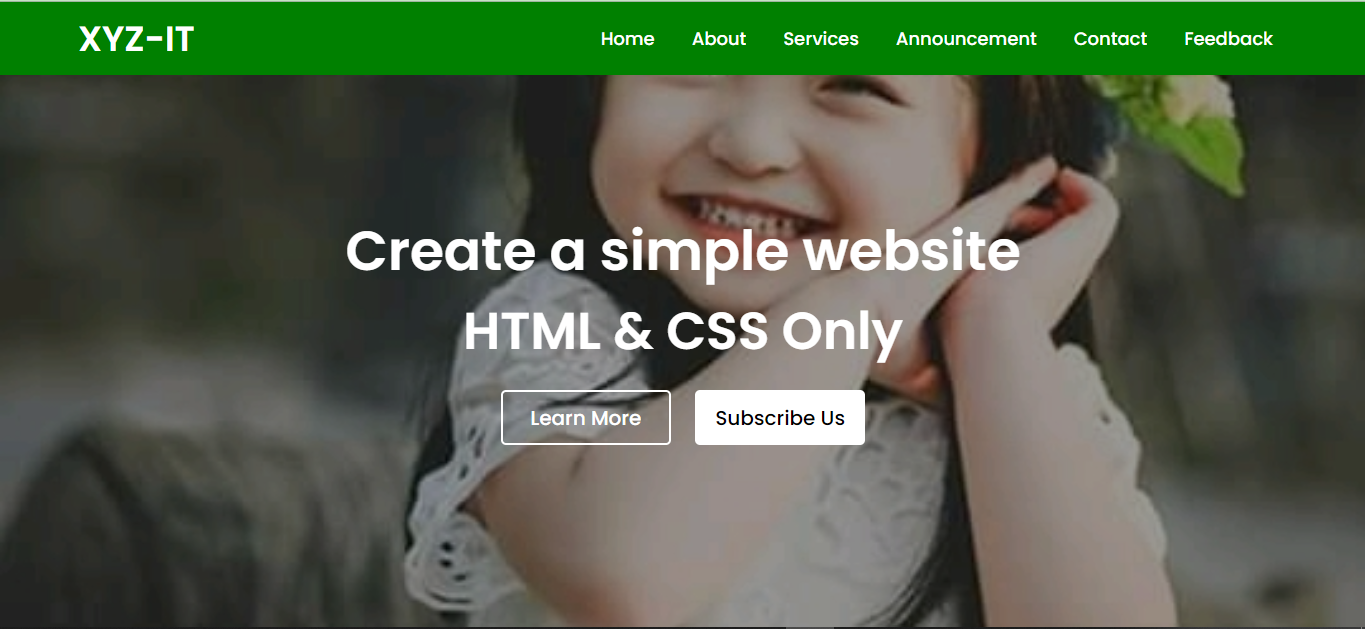 XYZ-IT
Home About Services Announcement Contact Feedback
Create a simple website
HTML & CSS Only
Learn More Subscribe Us